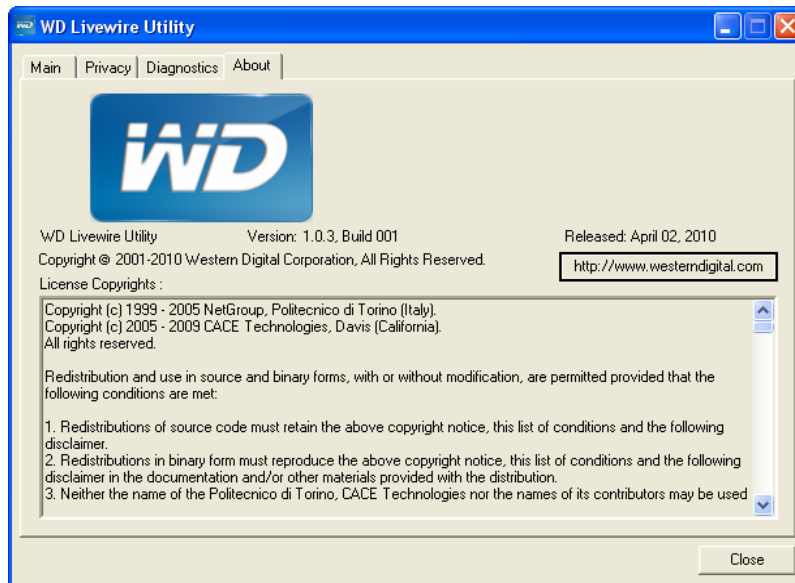 WD Livewire Utility
Main Privacy Diagnostics About
WD
WD Livewire Utility Version: 1.0.3, Build 001 Released: April 02, 2010
Copyright © 2001-2010 Western Digital Corporation, All Rights Reserved.
http://www.westerndigital.com
License Copyrights :
Copyright (c) 1999 - 2005 NetGroup, Politecnico di Torino (Italy).
Copyright (c) 2005 - 2009 CACE Technologies, Davis (California).
All rights reserved.
Redistribution and use in source and binary forms, with or without modification, are permitted provided that the
following conditions are met:
1. Redistributions of source code must retain the above copyright notice, this list of conditions and the following
disclaimer.
2. Redistributions in binary form must reproduce the above copyright notice, this list of conditions and the following
disclaimer in the documentation and/or other materials provided with the distribution.
3. Neither the name of the Politecnico di Torino, CACE Technologies nor the names of its contributors may be used
Close